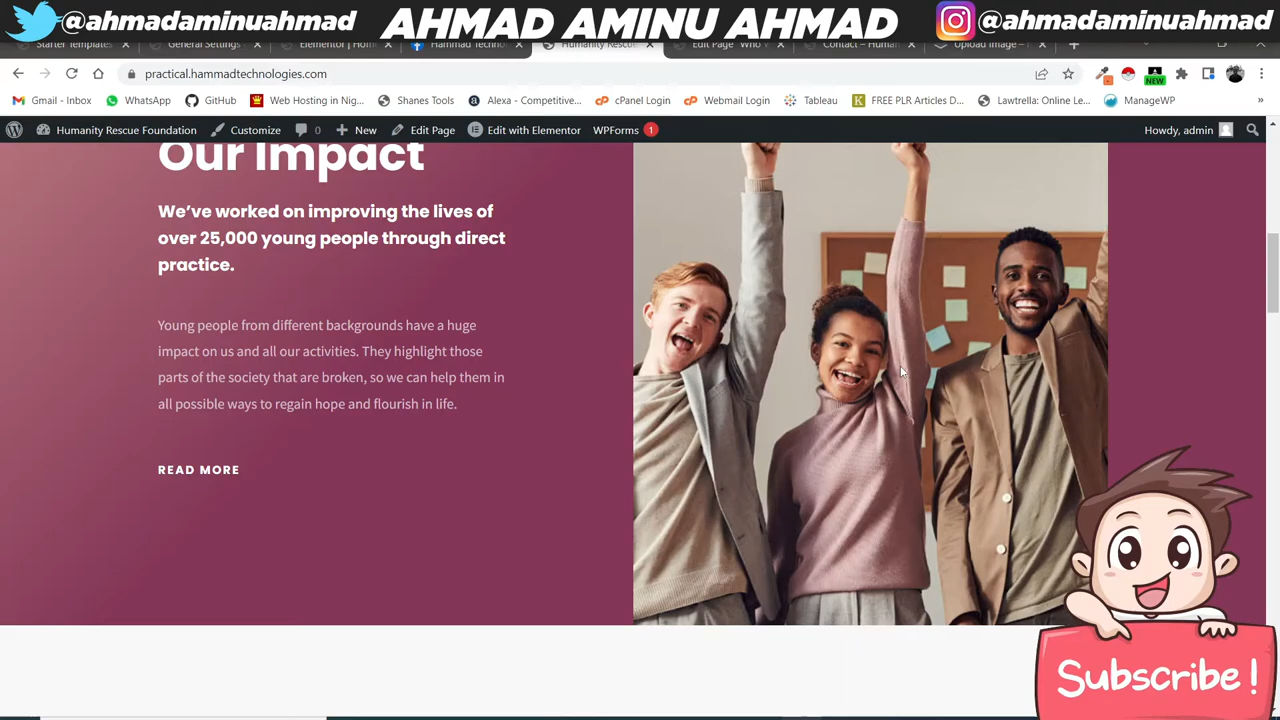 @ahmadaminuahmad AHMAD AMINU AHMAD @ahmadaminuahmad
Starter Templates General Settings Elementor | Hom Hammad Techno Humanity Rescu Edit Page "Who W Contact – Human Upload Image –
practical.hammadtechnologies.com
Gmail - Inbox WhatsApp GitHub Web Hosting in Nig... Shanes Tools Alexa - Competitive... cPanel Login Webmail Login Tableau FREE PLR Articles D... Lawtrella: Online Le... ManageWP »
Humanity Rescue Foundation Customize 0 New Edit Page Edit with Elementor WPForms 1 Howdy, admin
Our Impact
We've worked on improving the lives of
over 25,000 young people through direct
practice.
Young people from different backgrounds have a huge
impact on us and all our activities. They highlight those
parts of the society that are broken, so we can help them in
all possible ways to regain hope and flourish in life.
READ MORE
Subscribe!